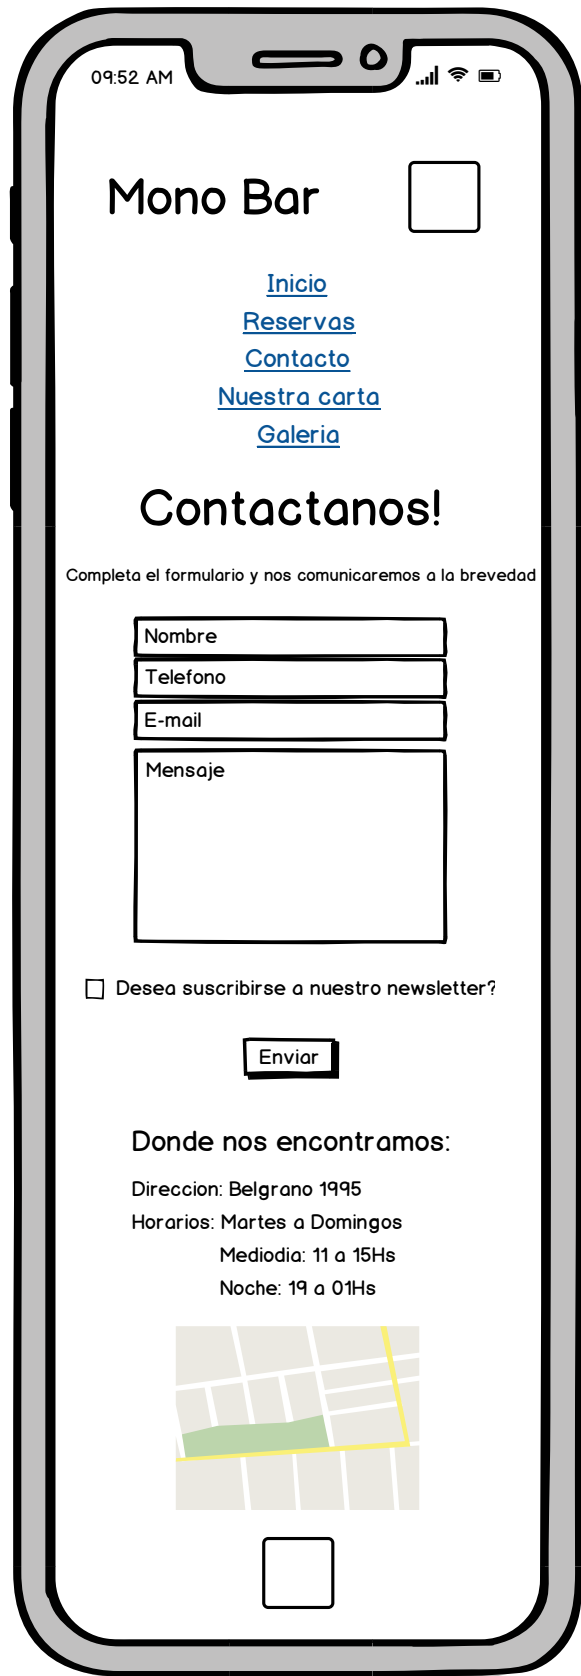 09:52 AM
Mono Bar
Inicio
Reservas
Contacto
Nuestra carta
Galeria
Contactanos!
Completa el formulario y nos comunicaremos a la brevedad
Nombre
Telefono
E-mail
Mensaje
Desea suscribirse a nuestro newsletter?
Enviar
Donde nos encontramos:
Direccion: Belgrano 1995
Horarios: Martes a Domingos
Mediodia: 11 a 15Hs
Noche: 19 a 01Hs